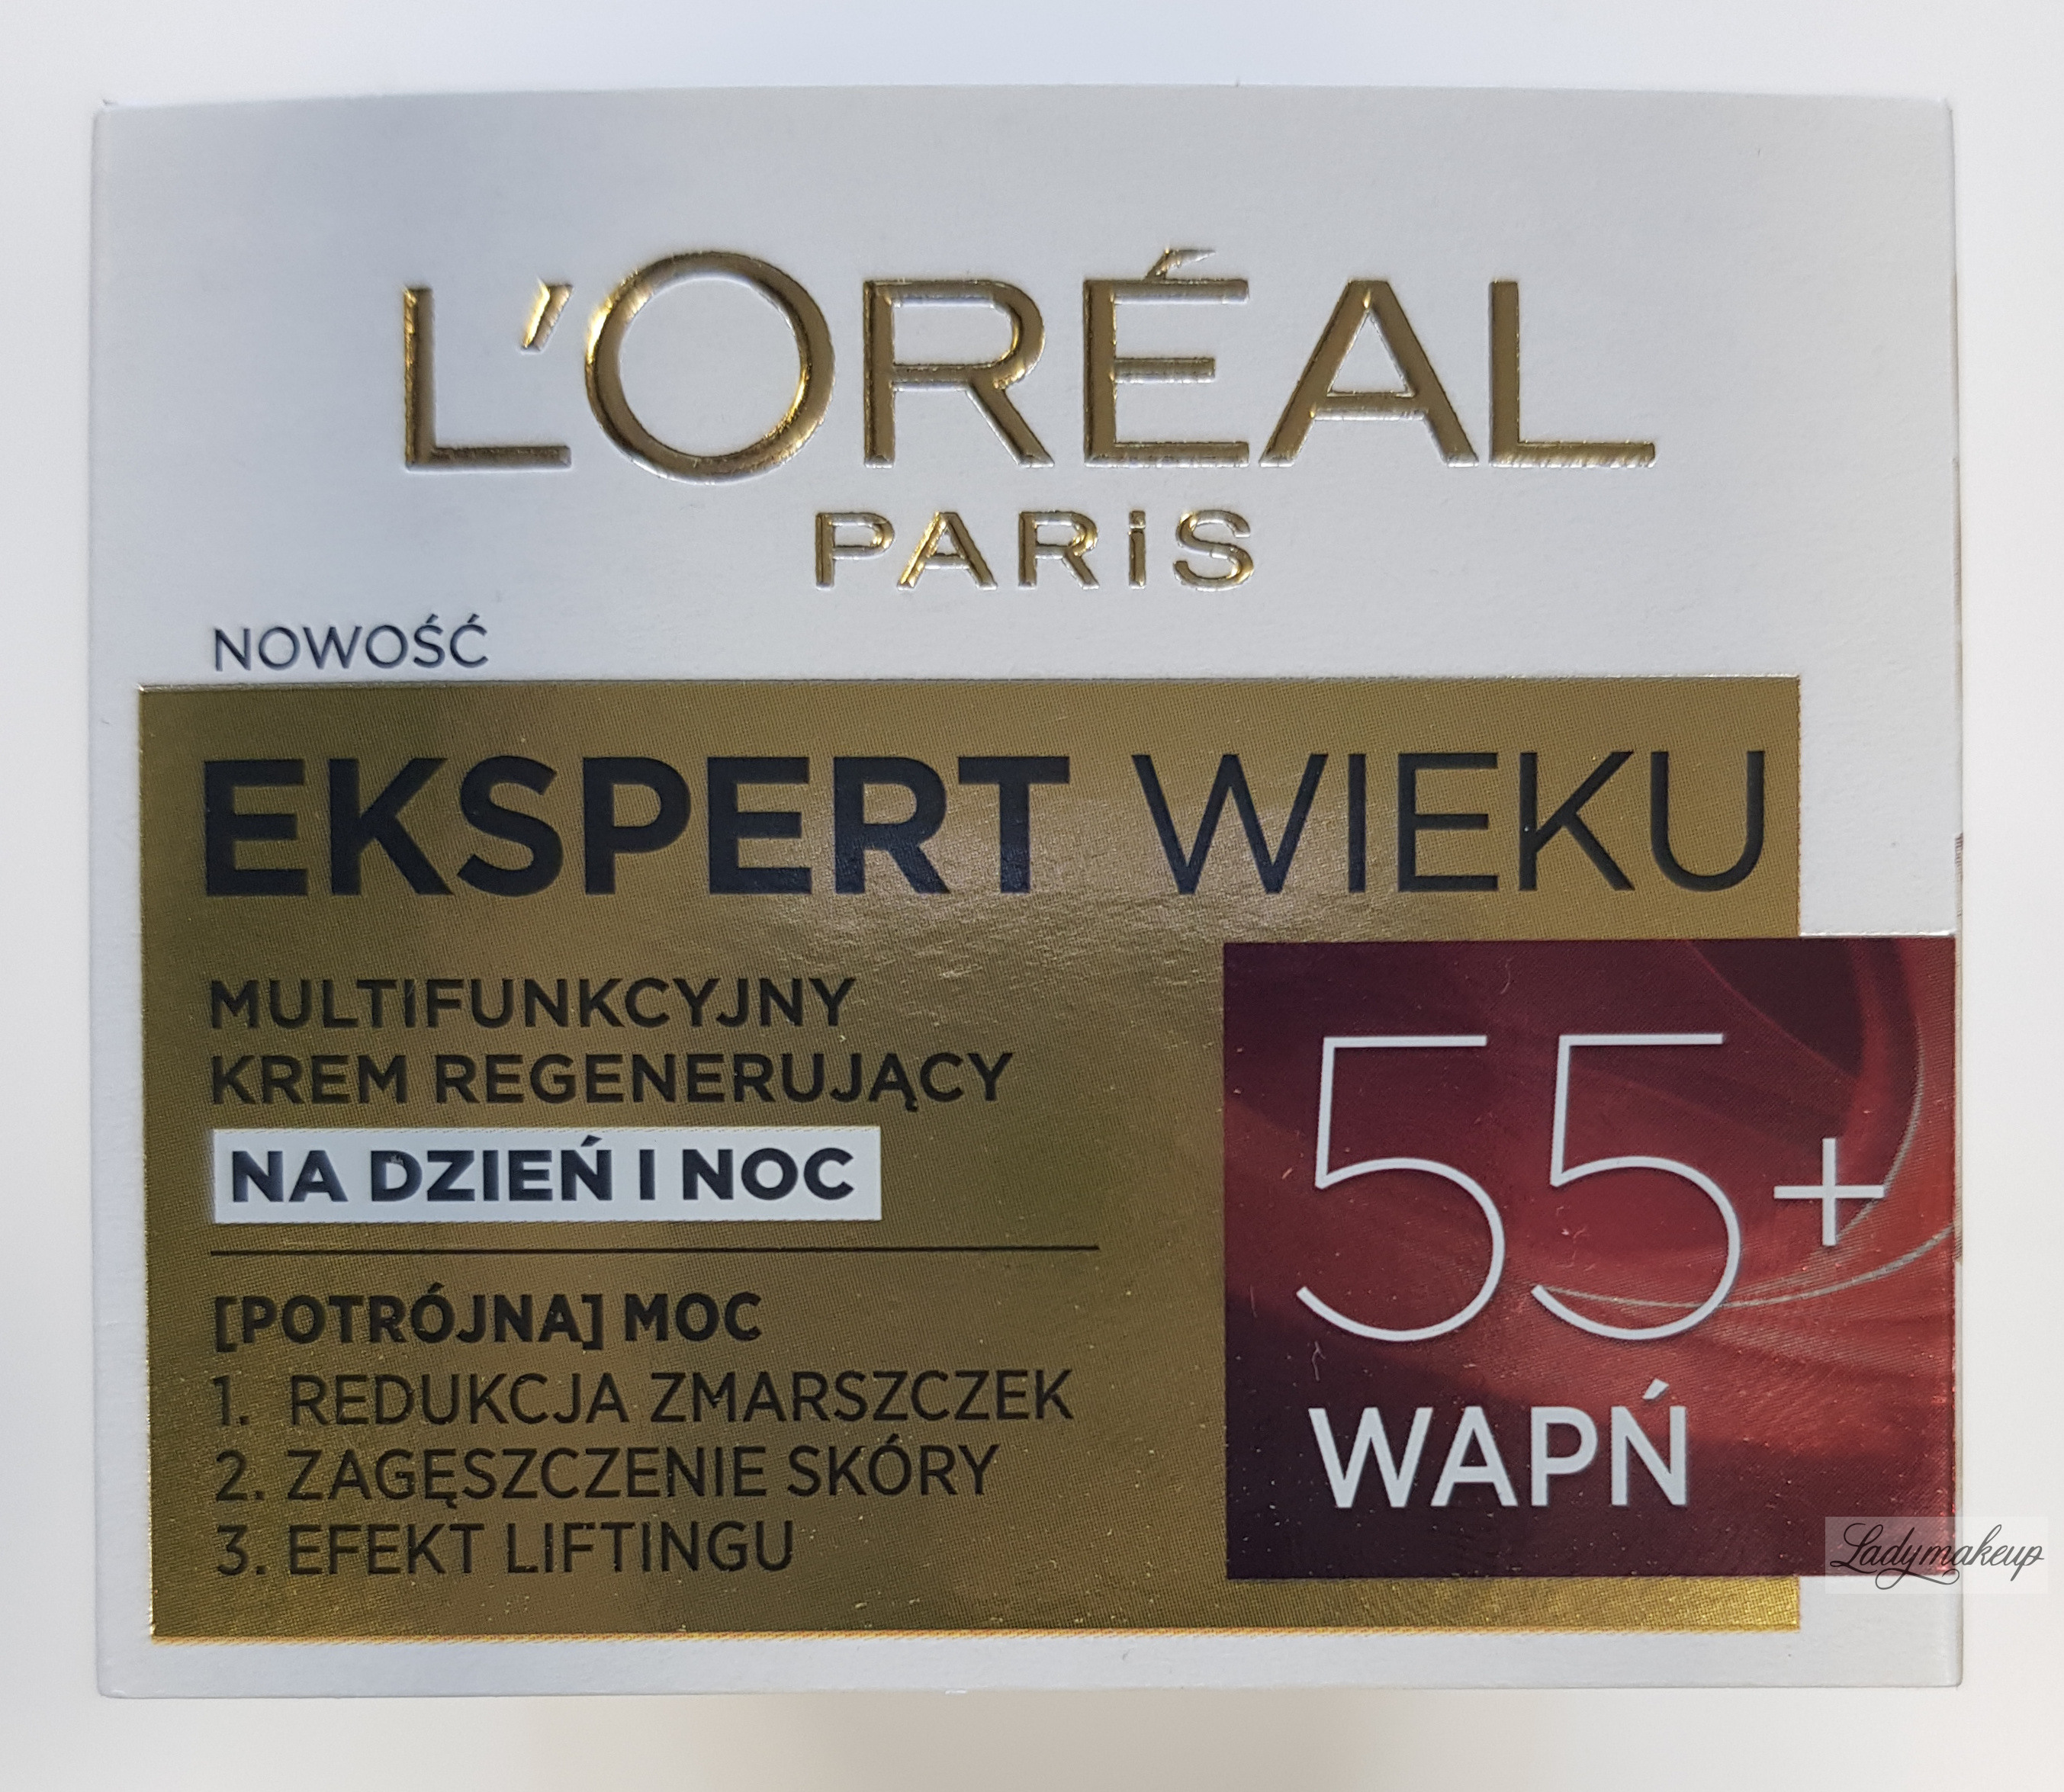 L'ORÉAL
PARiS
NOWOŚĆ
EKSPERT WIEKU
MULTIFUNKCYJNY
KREM REGENERUJĄCY
NA DZIEŃ I NOC
[POTRÓJNA] MOC
1. REDUKCJA ZMARSZCZEK
2. ZAGĘSZCZENIE SKÓRY
3. EFEKT LIFTINGU
55+
WAPŃ
Ladymakeup